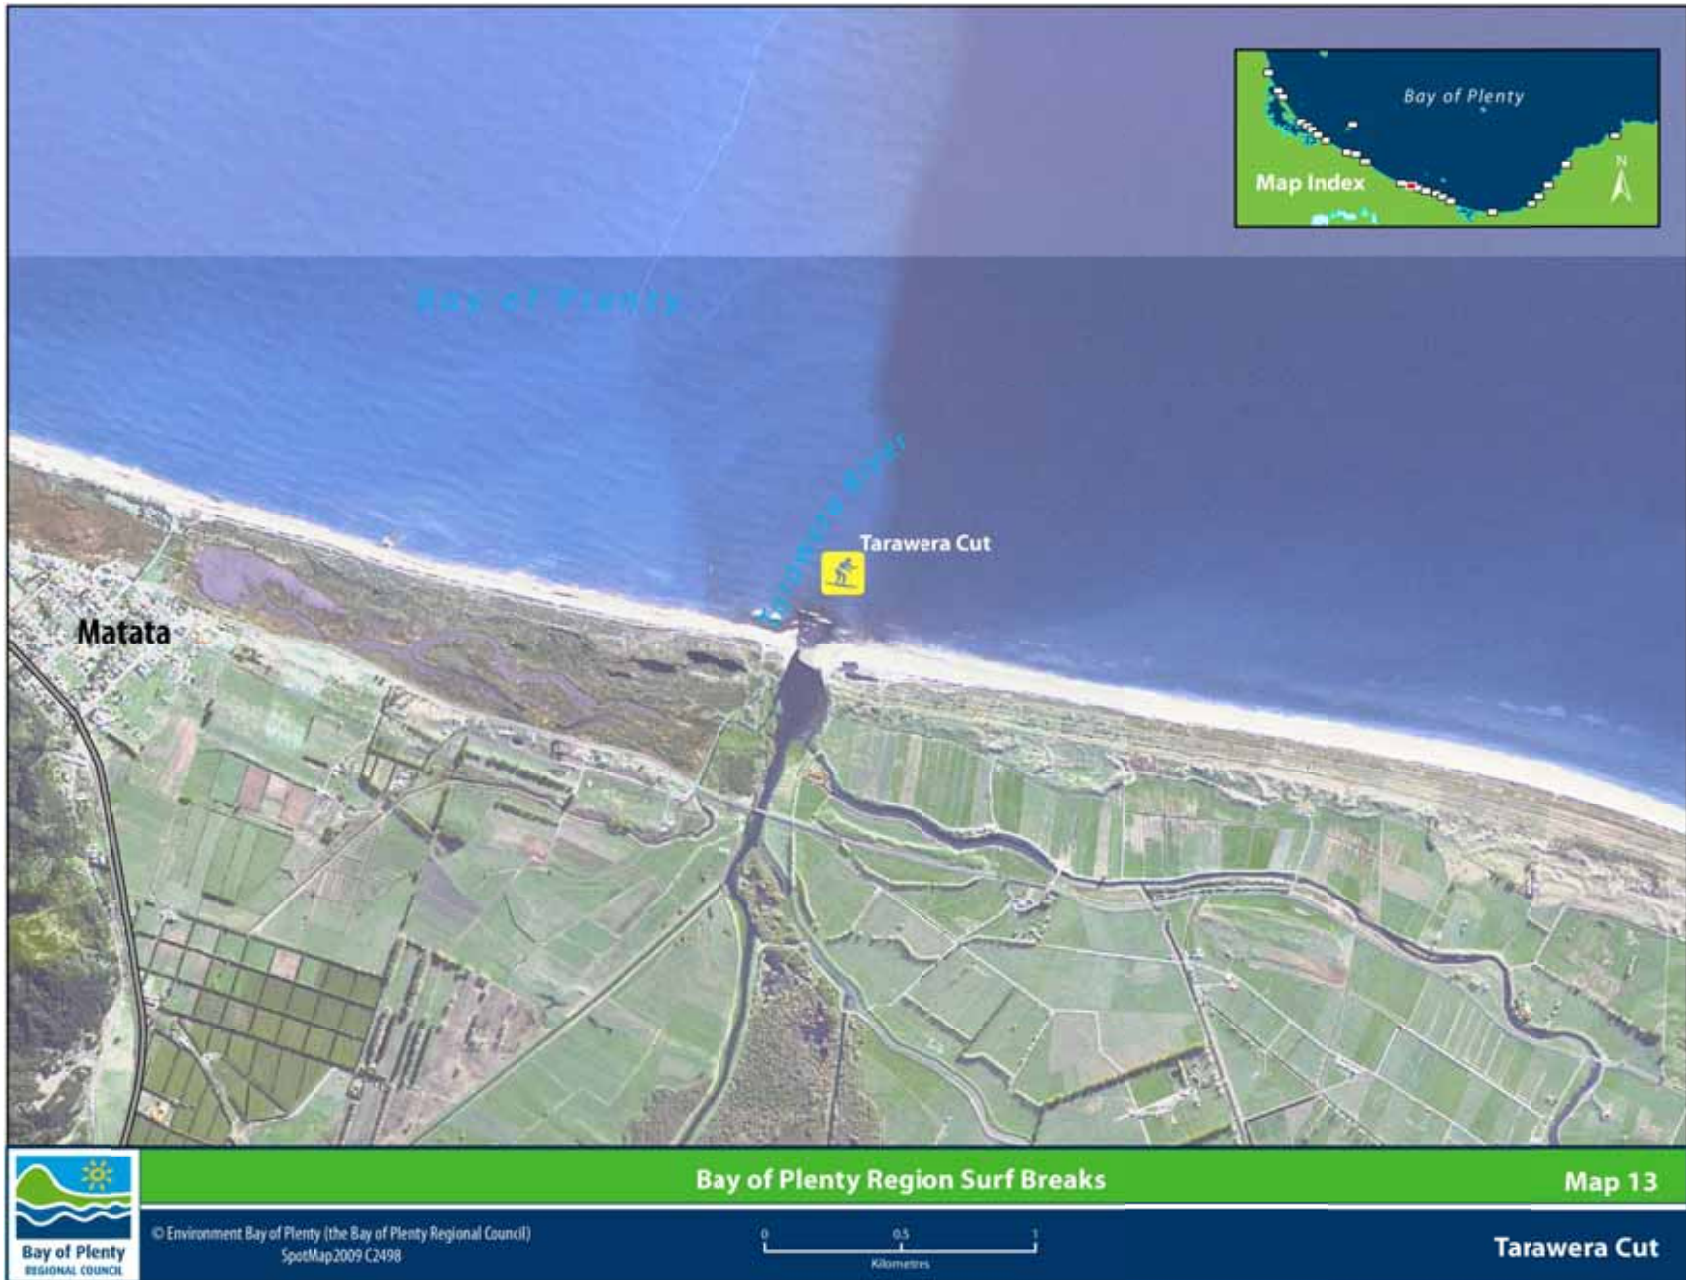 Bay of Plenty
Map Index
N
Bay of Plenty
Tarawera River
Tarawera Cut
Matata
Bay of Plenty Region Surf Breaks
Map 13
© Environment Bay of Plenty (the Bay of Plenty Regional Council)
SpotMap2009 C2498
0 0.5 1
Kilometres
Tarawera Cut
Bay of Plenty
REGIONAL COUNCIL